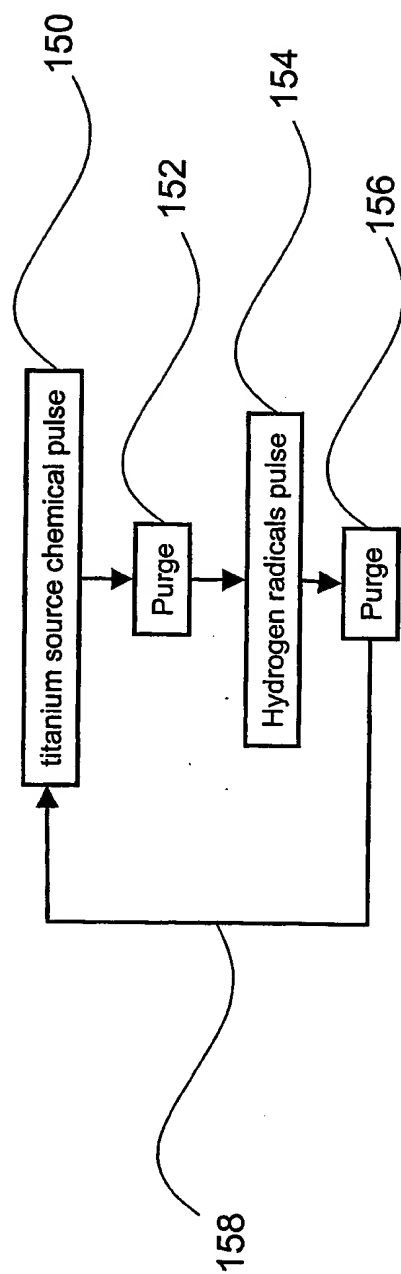 titanium source chemical pulse
150
Purge
152
Hydrogen radicals pulse
154
Purge
156
158